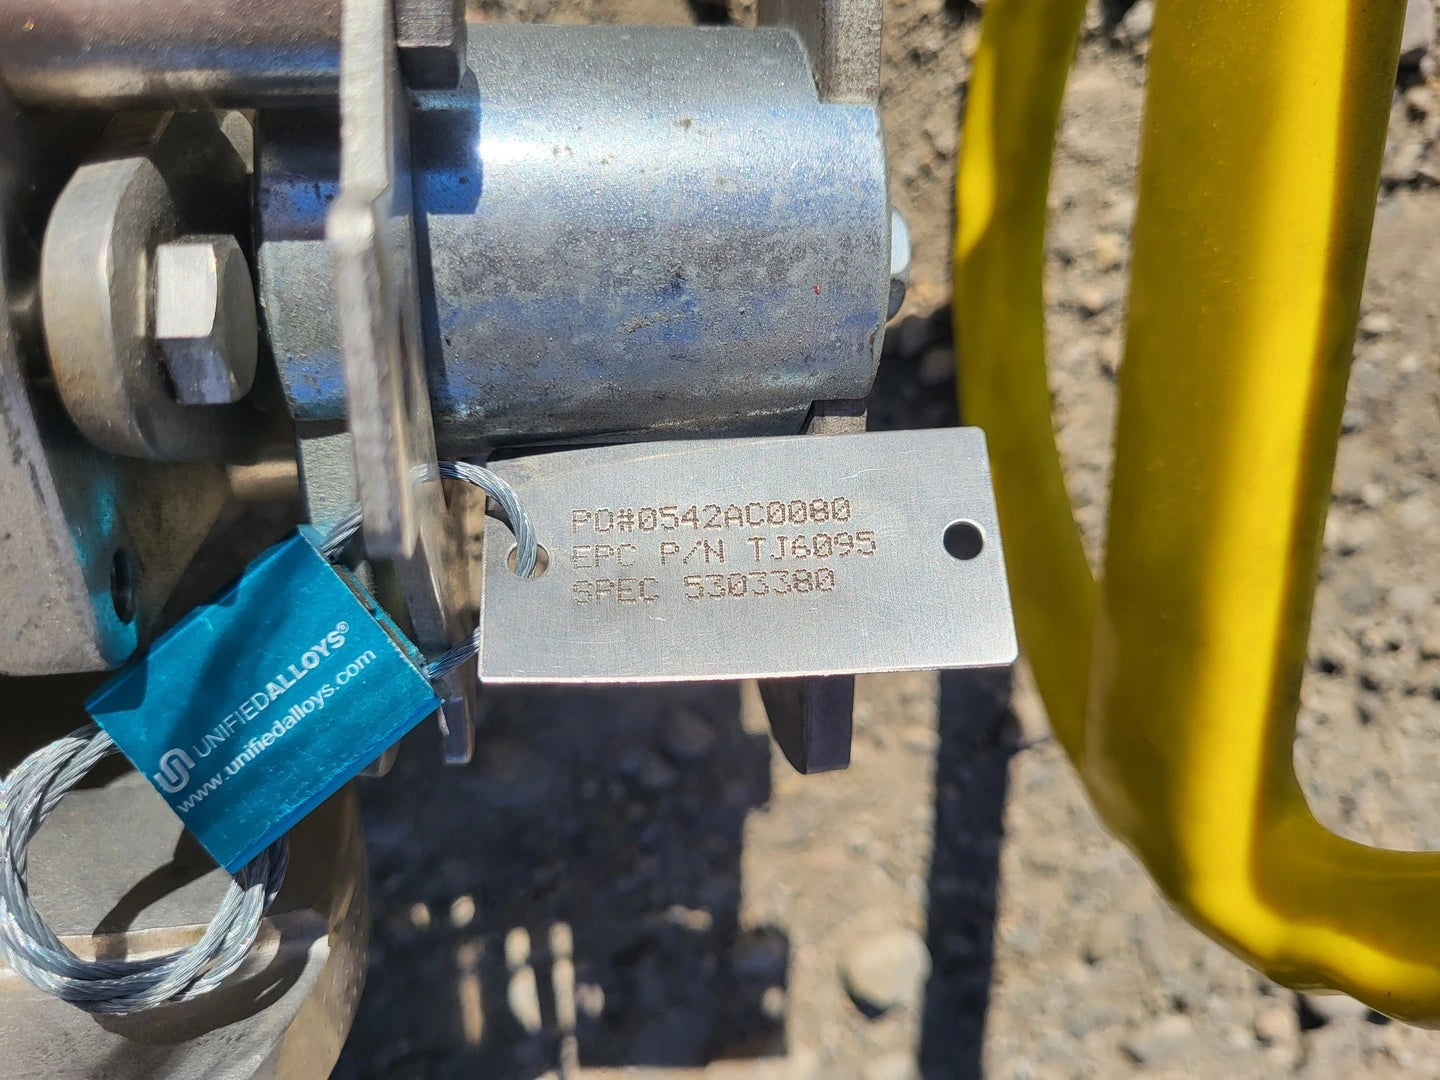 PO#0542AC0080
EPC P/N TJ6095
SPEC 5303380
UNIFIEDALLOYS®
www.unifiedalloys.com